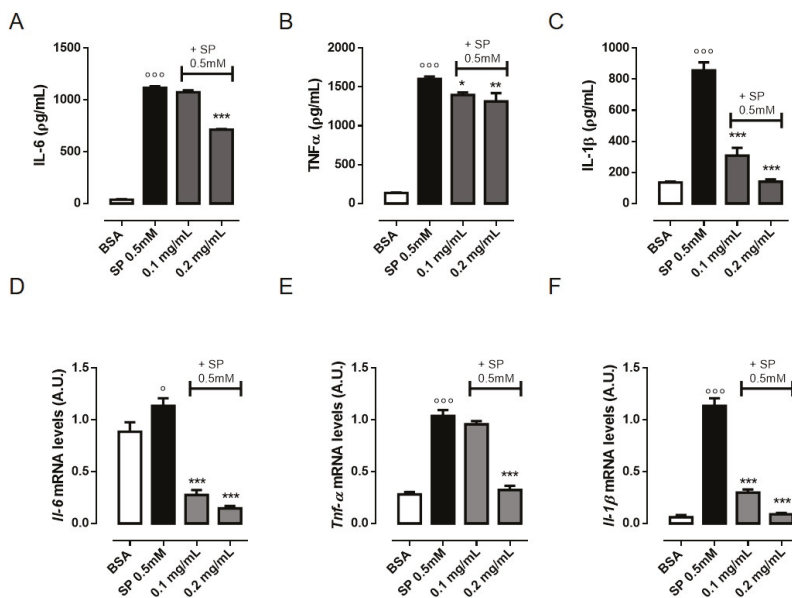 A
IL-6 (ρg/mL)
1500
1000
500
0
°°°
+ SP
0.5mM
***
BSA
SP 0.5mM
0.1 mg/mL
0.2 mg/mL
B
TNFα (ρg/mL)
2000
1500
1000
500
0
°°°
+ SP
0.5mM
*
**
BSA
SP 0.5mM
0.1 mg/mL
0.2 mg/mL
C
IL-1β (ρg/mL)
1000
800
600
400
200
0
°°°
+ SP
0.5mM
***
***
BSA
SP 0.5mM
0.1 mg/mL
0.2 mg/mL
D
Il-6 mRNA levels (A.U.)
1.5
1.0
0.5
0.0
°
+ SP
0.5mM
***
***
BSA
SP 0.5mM
0.1 mg/mL
0.2 mg/mL
E
Tnf-α mRNA levels (A.U.)
1.5
1.0
0.5
0.0
°°°
+ SP
0.5mM
***
BSA
SP 0.5mM
0.1 mg/mL
0.2 mg/mL
F
Il-1β mRNA levels (A.U.)
1.5
1.0
0.5
0.0
°°°
+ SP
0.5mM
***
***
BSA
SP 0.5mM
0.1 mg/mL
0.2 mg/mL